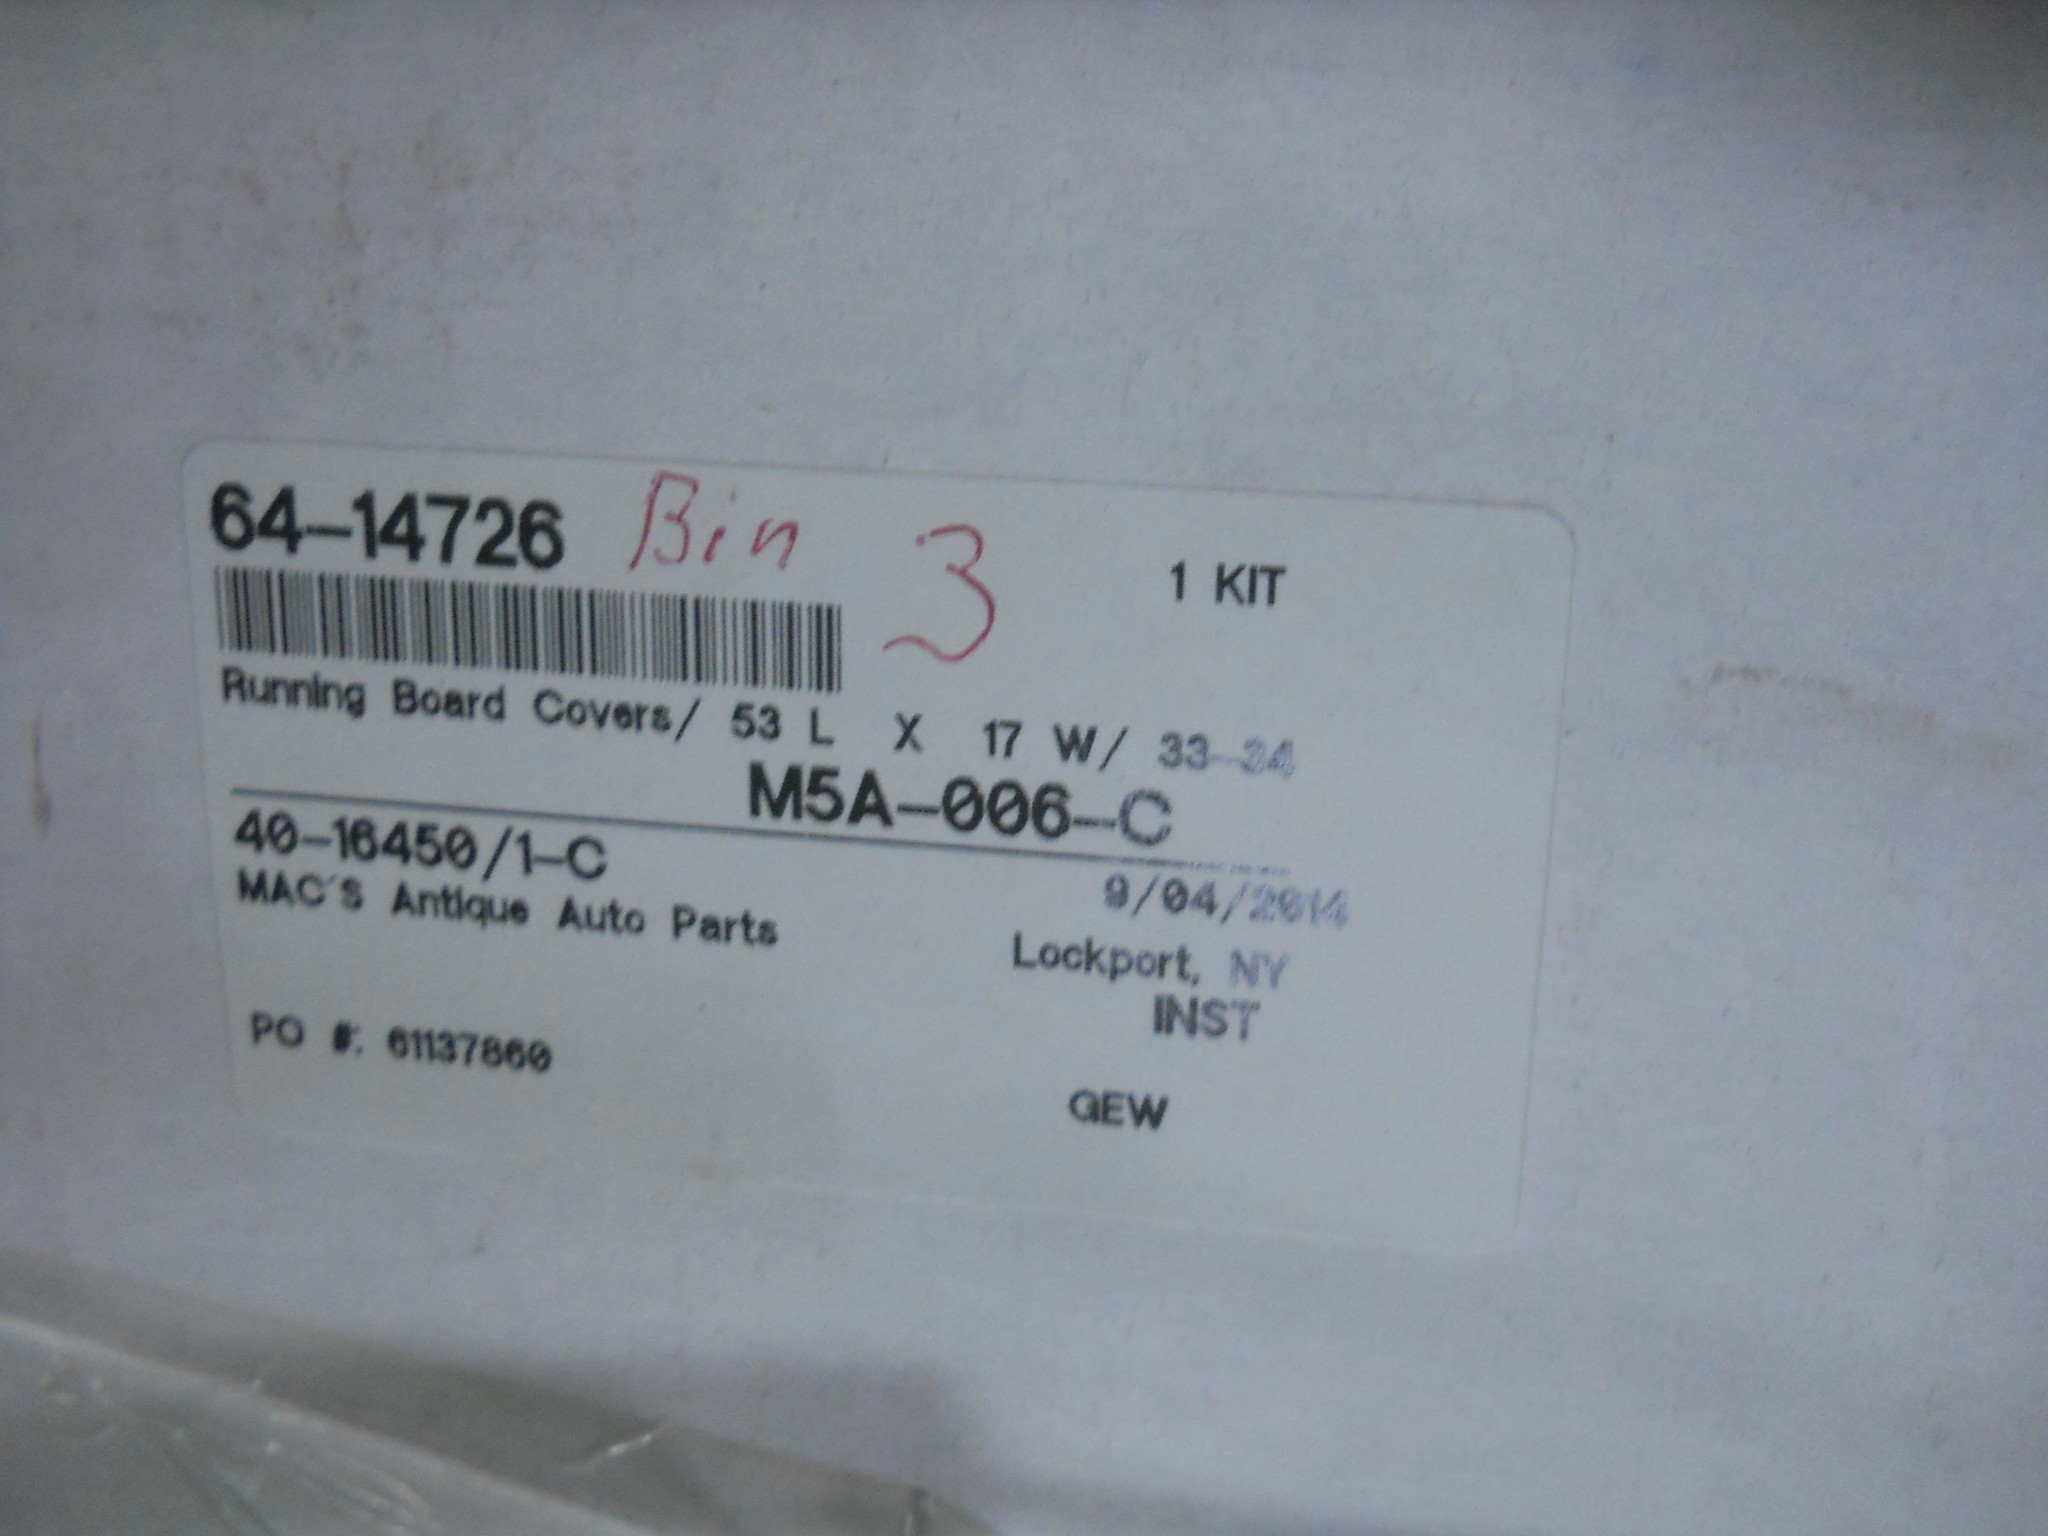 64-14726 Bin 3 1 KIT
Running Board Covers/ 53 L X 17 W/ 33-34
M5A-006-C
40-16450/1-C
9/04/2014
MAC'S Antique Auto Parts
Lockport, NY
INST
PO #: 61137860
GEW